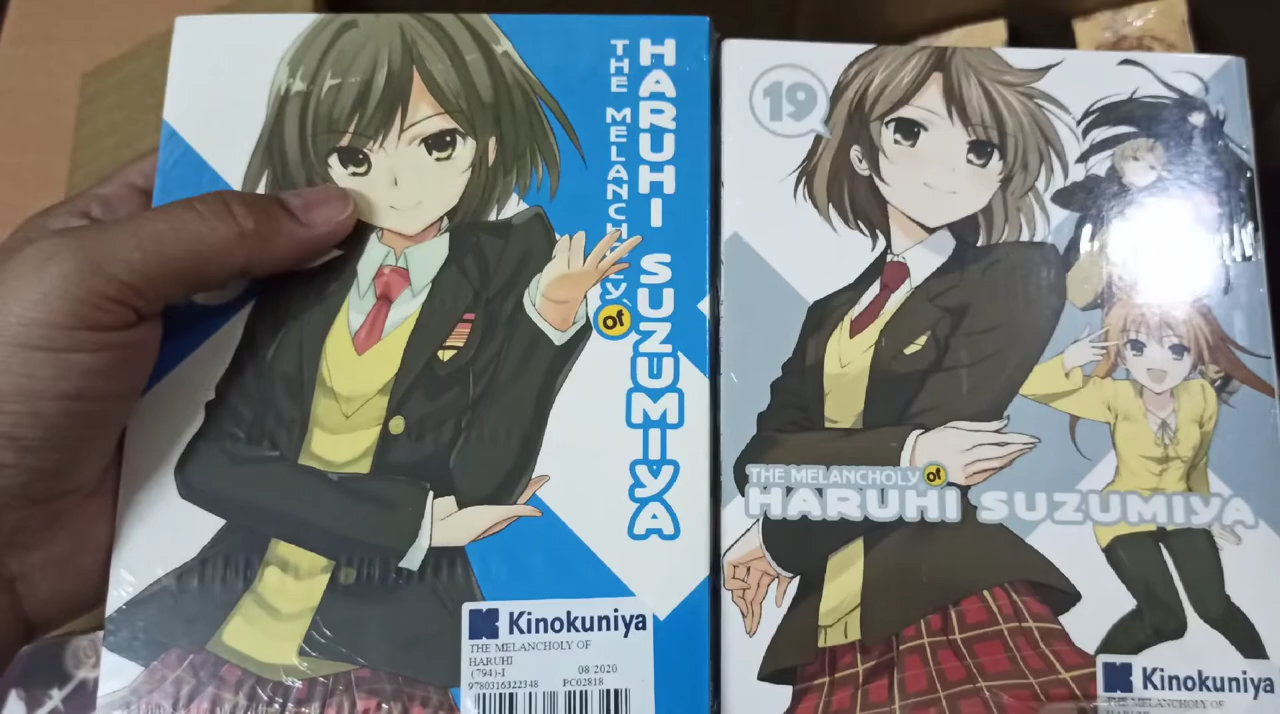 THE MELANCHOLY of
HARUHI SUZUMIYA
Kinokuniya
THE MELANCHOLY OF
HARUHI
(794)-I 08/2020
9780316322348 PC02818
19
THE MELANCHOLY of
HARUHI SUZUMIYA
Kinokuniya
THE MELANCHOLY OF